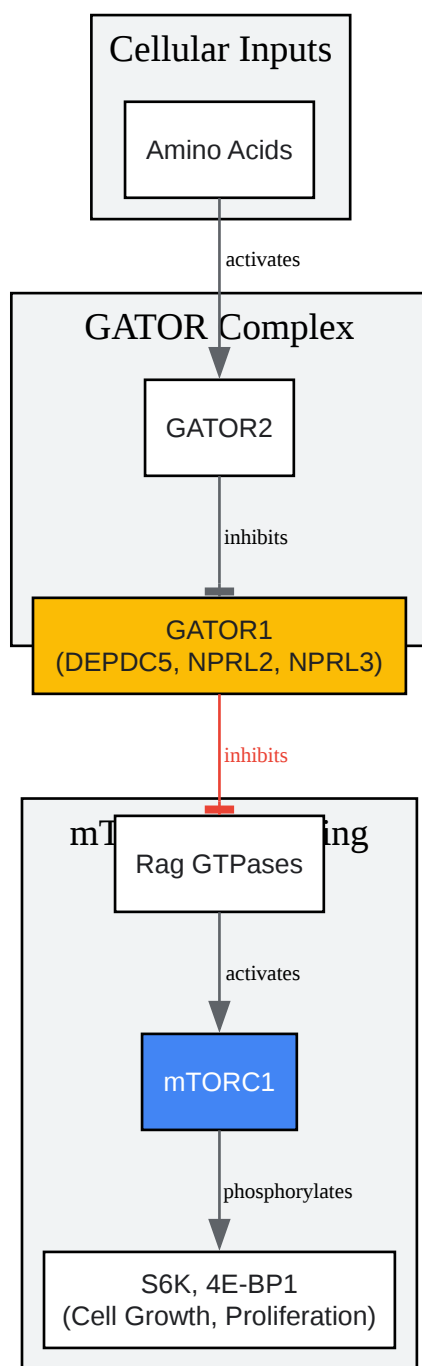 Cellular Inputs
Amino Acids
activates
GATOR Complex
GATOR2
inhibits
GATOR1
(DEPDC5, NPRL2, NPRL3)
inhibits
Rag GTPases
activates
mTORC1
phosphorylates
S6K, 4E-BP1
(Cell Growth, Proliferation)